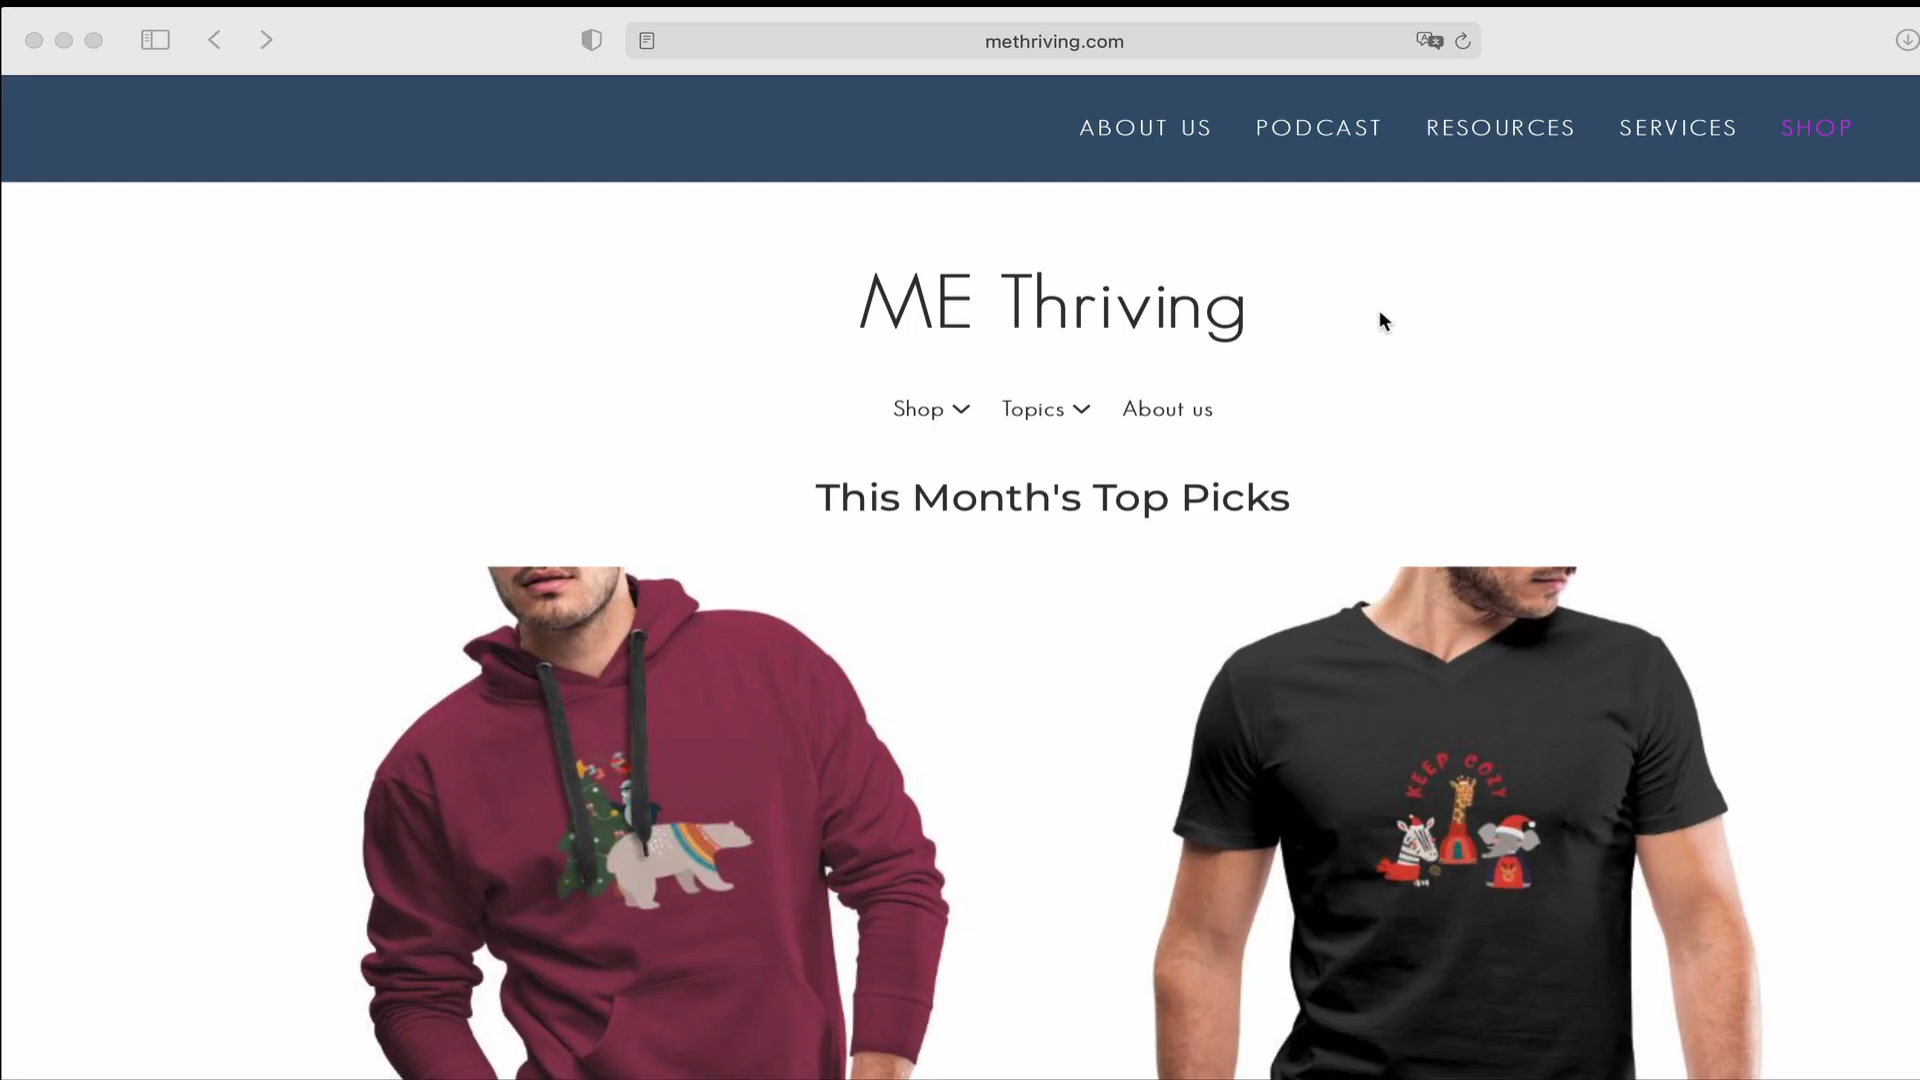 methriving.com
ABOUT US PODCAST RESOURCES SERVICES SHOP
ME Thriving
Shop Topics About us
This Month's Top Picks
KEEP COZY